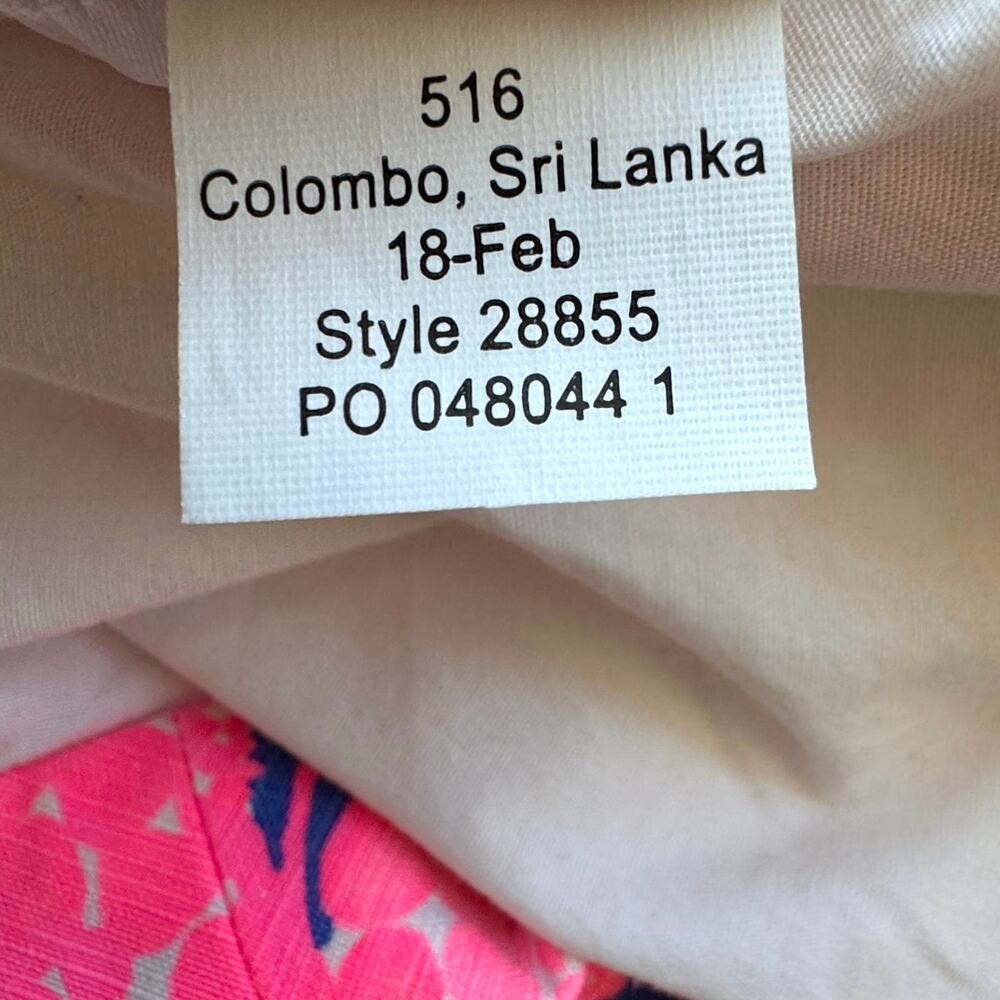 516
Colombo, Sri Lanka
18-Feb
Style 28855
PO 048044 1